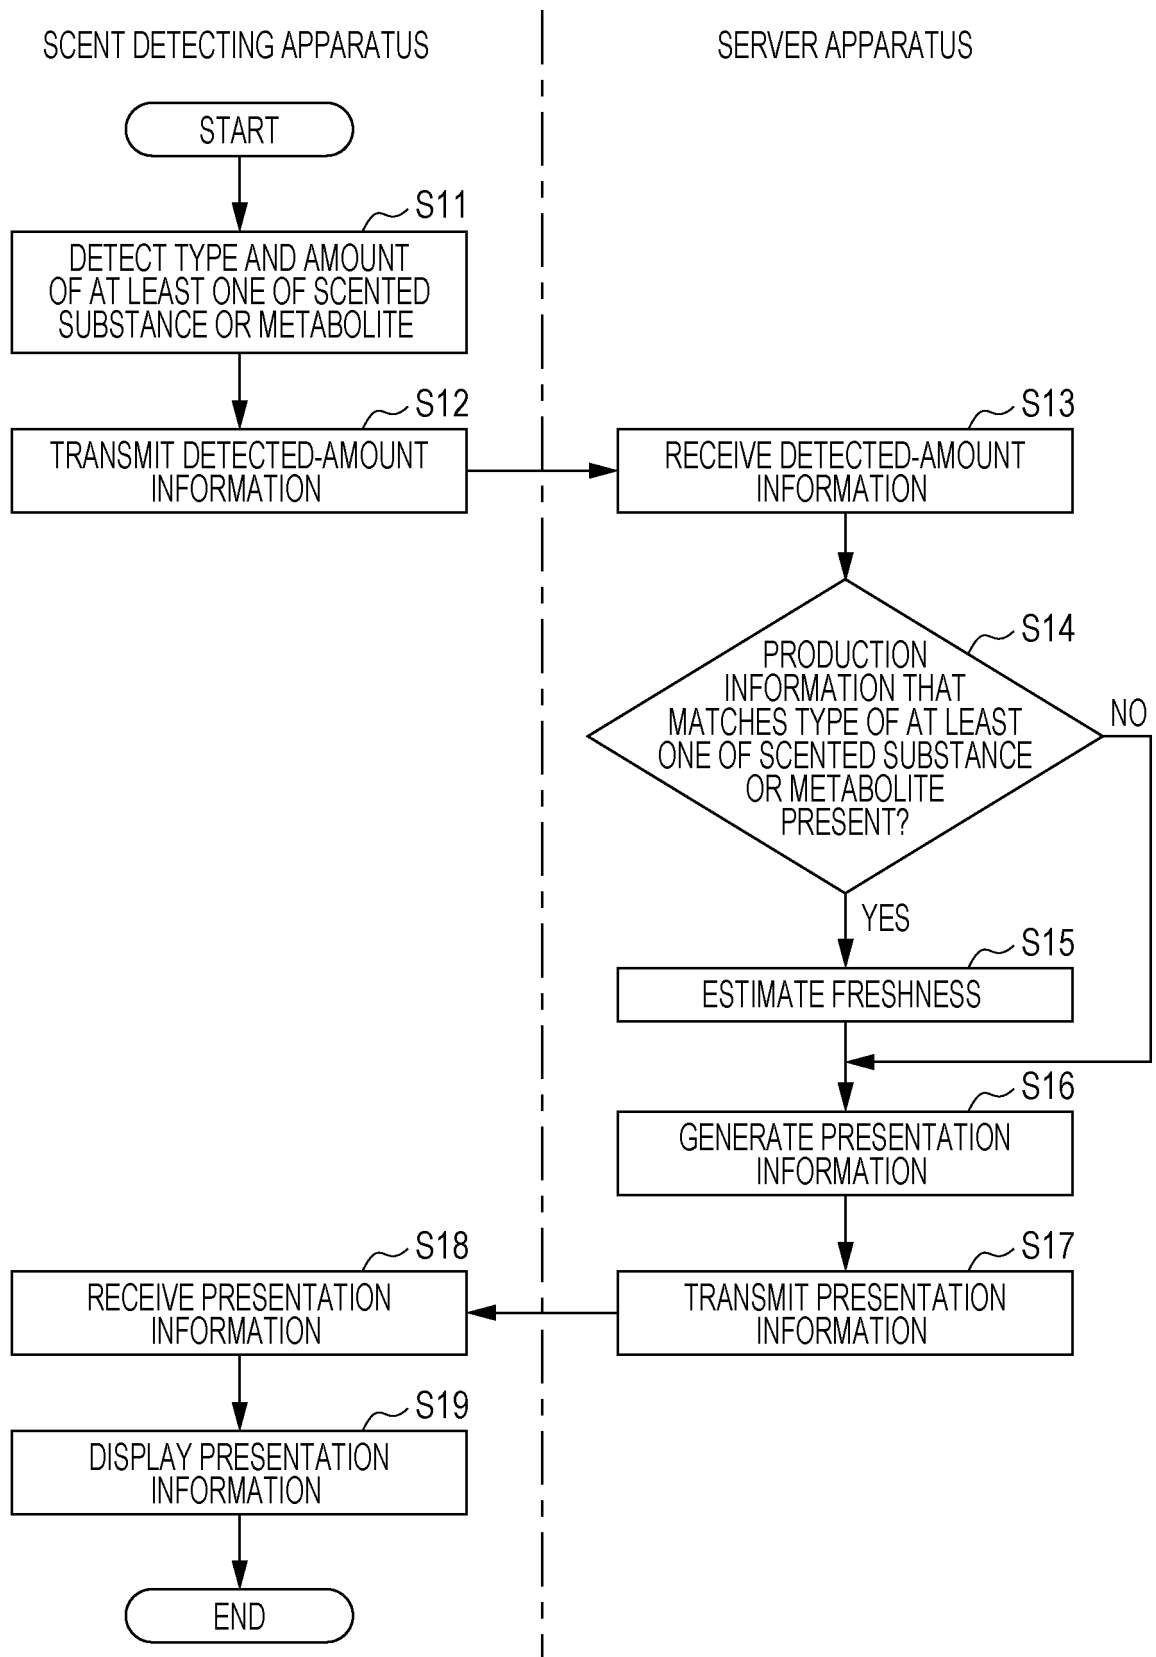 SCENT DETECTING APPARATUS
SERVER APPARATUS
START
S11
DETECT TYPE AND AMOUNT
OF AT LEAST ONE OF SCENTED
SUBSTANCE OR METABOLITE
S12
TRANSMIT DETECTED-AMOUNT
INFORMATION
S13
RECEIVE DETECTED-AMOUNT
INFORMATION
S14
PRODUCTION
INFORMATION THAT
MATCHES TYPE OF AT LEAST
ONE OF SCENTED SUBSTANCE
OR METABOLITE
PRESENT?
NO
YES
S15
ESTIMATE FRESHNESS
S16
GENERATE PRESENTATION
INFORMATION
S17
TRANSMIT PRESENTATION
INFORMATION
S18
RECEIVE PRESENTATION
INFORMATION
S19
DISPLAY PRESENTATION
INFORMATION
END